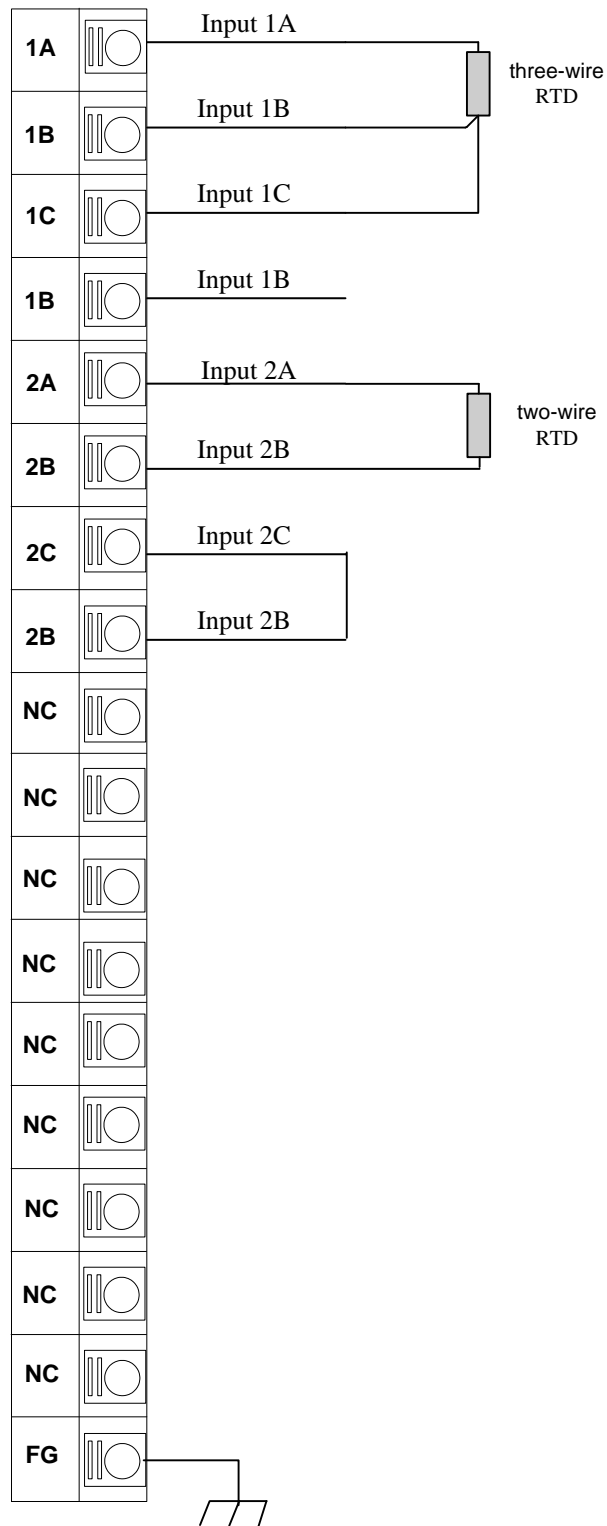 1A Input 1A
three-wire
RTD
1B Input 1B
1C Input 1C
1B Input 1B
2A Input 2A
two-wire
RTD
2B Input 2B
2C Input 2C
2B Input 2B
NC
NC
NC
NC
NC
NC
NC
NC
NC
FG